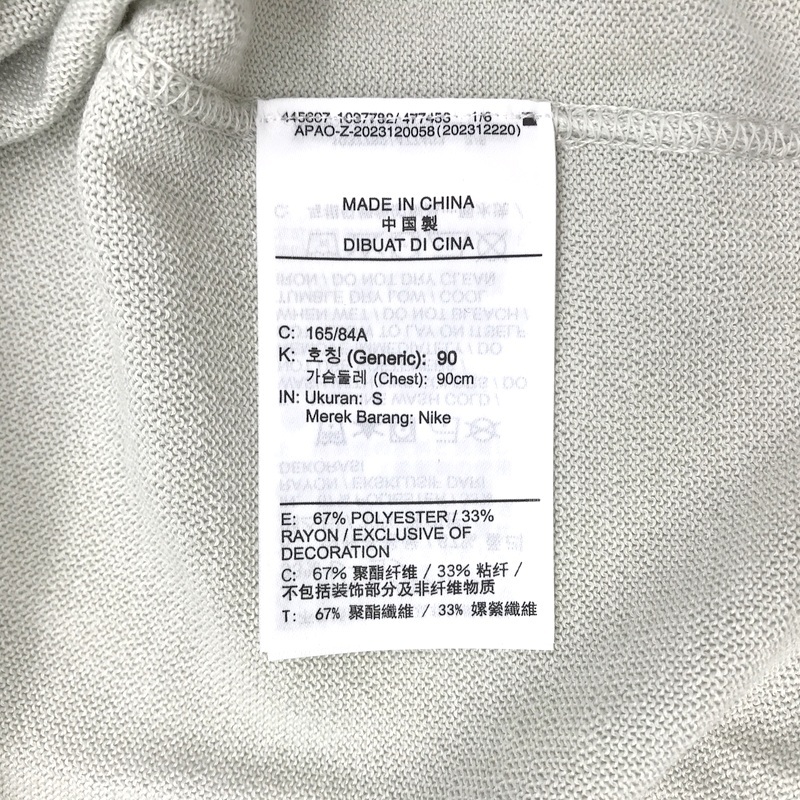 445667 1037782/477456 1/6
APAO-Z-2023120058(202312220)
MADE IN CHINA
中国製
DIBUAT DI CINA
C: 165/84A
K: 호칭 (Generic): 90
가슴둘레 (Chest): 90cm
IN: Ukuran: S
Merek Barang: Nike
E: 67% POLYESTER / 33%
RAYON / EXCLUSIVE OF
DECORATION
C: 67% 聚酯纤维 / 33% 粘纤 /
不包括装饰部分及非纤维物质
T: 67% 聚酯纖維 / 33% 嫘縈纖維